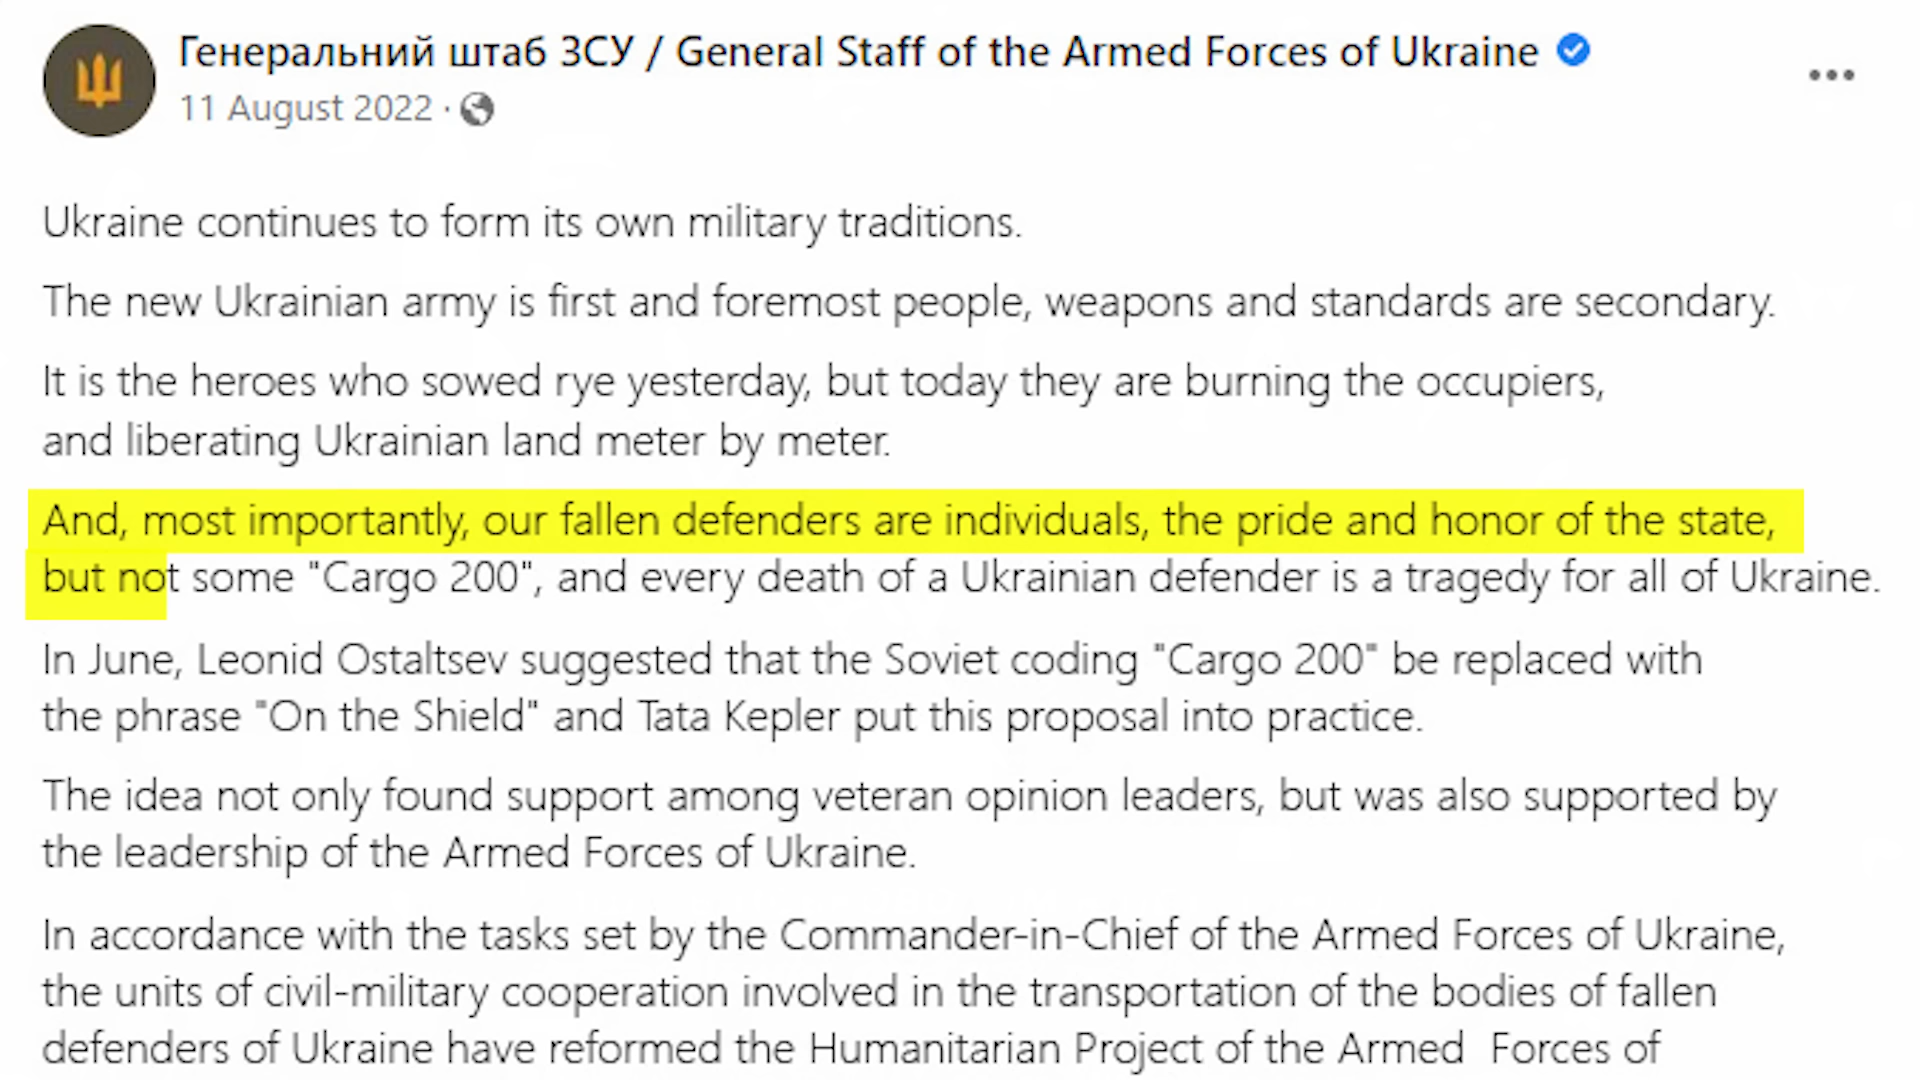 Генеральний штаб ЗСУ / General Staff of the Armed Forces of Ukraine
11 August 2022 ·
Ukraine continues to form its own military traditions.
The new Ukrainian army is first and foremost people, weapons and standards are secondary.
It is the heroes who sowed rye yesterday, but today they are burning the occupiers,
and liberating Ukrainian land meter by meter.
And, most importantly, our fallen defenders are individuals, the pride and honor of the state,
but not some "Cargo 200", and every death of a Ukrainian defender is a tragedy for all of Ukraine.
In June, Leonid Ostaltsev suggested that the Soviet coding "Cargo 200" be replaced with
the phrase "On the Shield" and Tata Kepler put this proposal into practice.
The idea not only found support among veteran opinion leaders, but was also supported by
the leadership of the Armed Forces of Ukraine.
In accordance with the tasks set by the Commander-in-Chief of the Armed Forces of Ukraine,
the units of civil-military cooperation involved in the transportation of the bodies of fallen
defenders of Ukraine have reformed the Humanitarian Project of the Armed Forces of